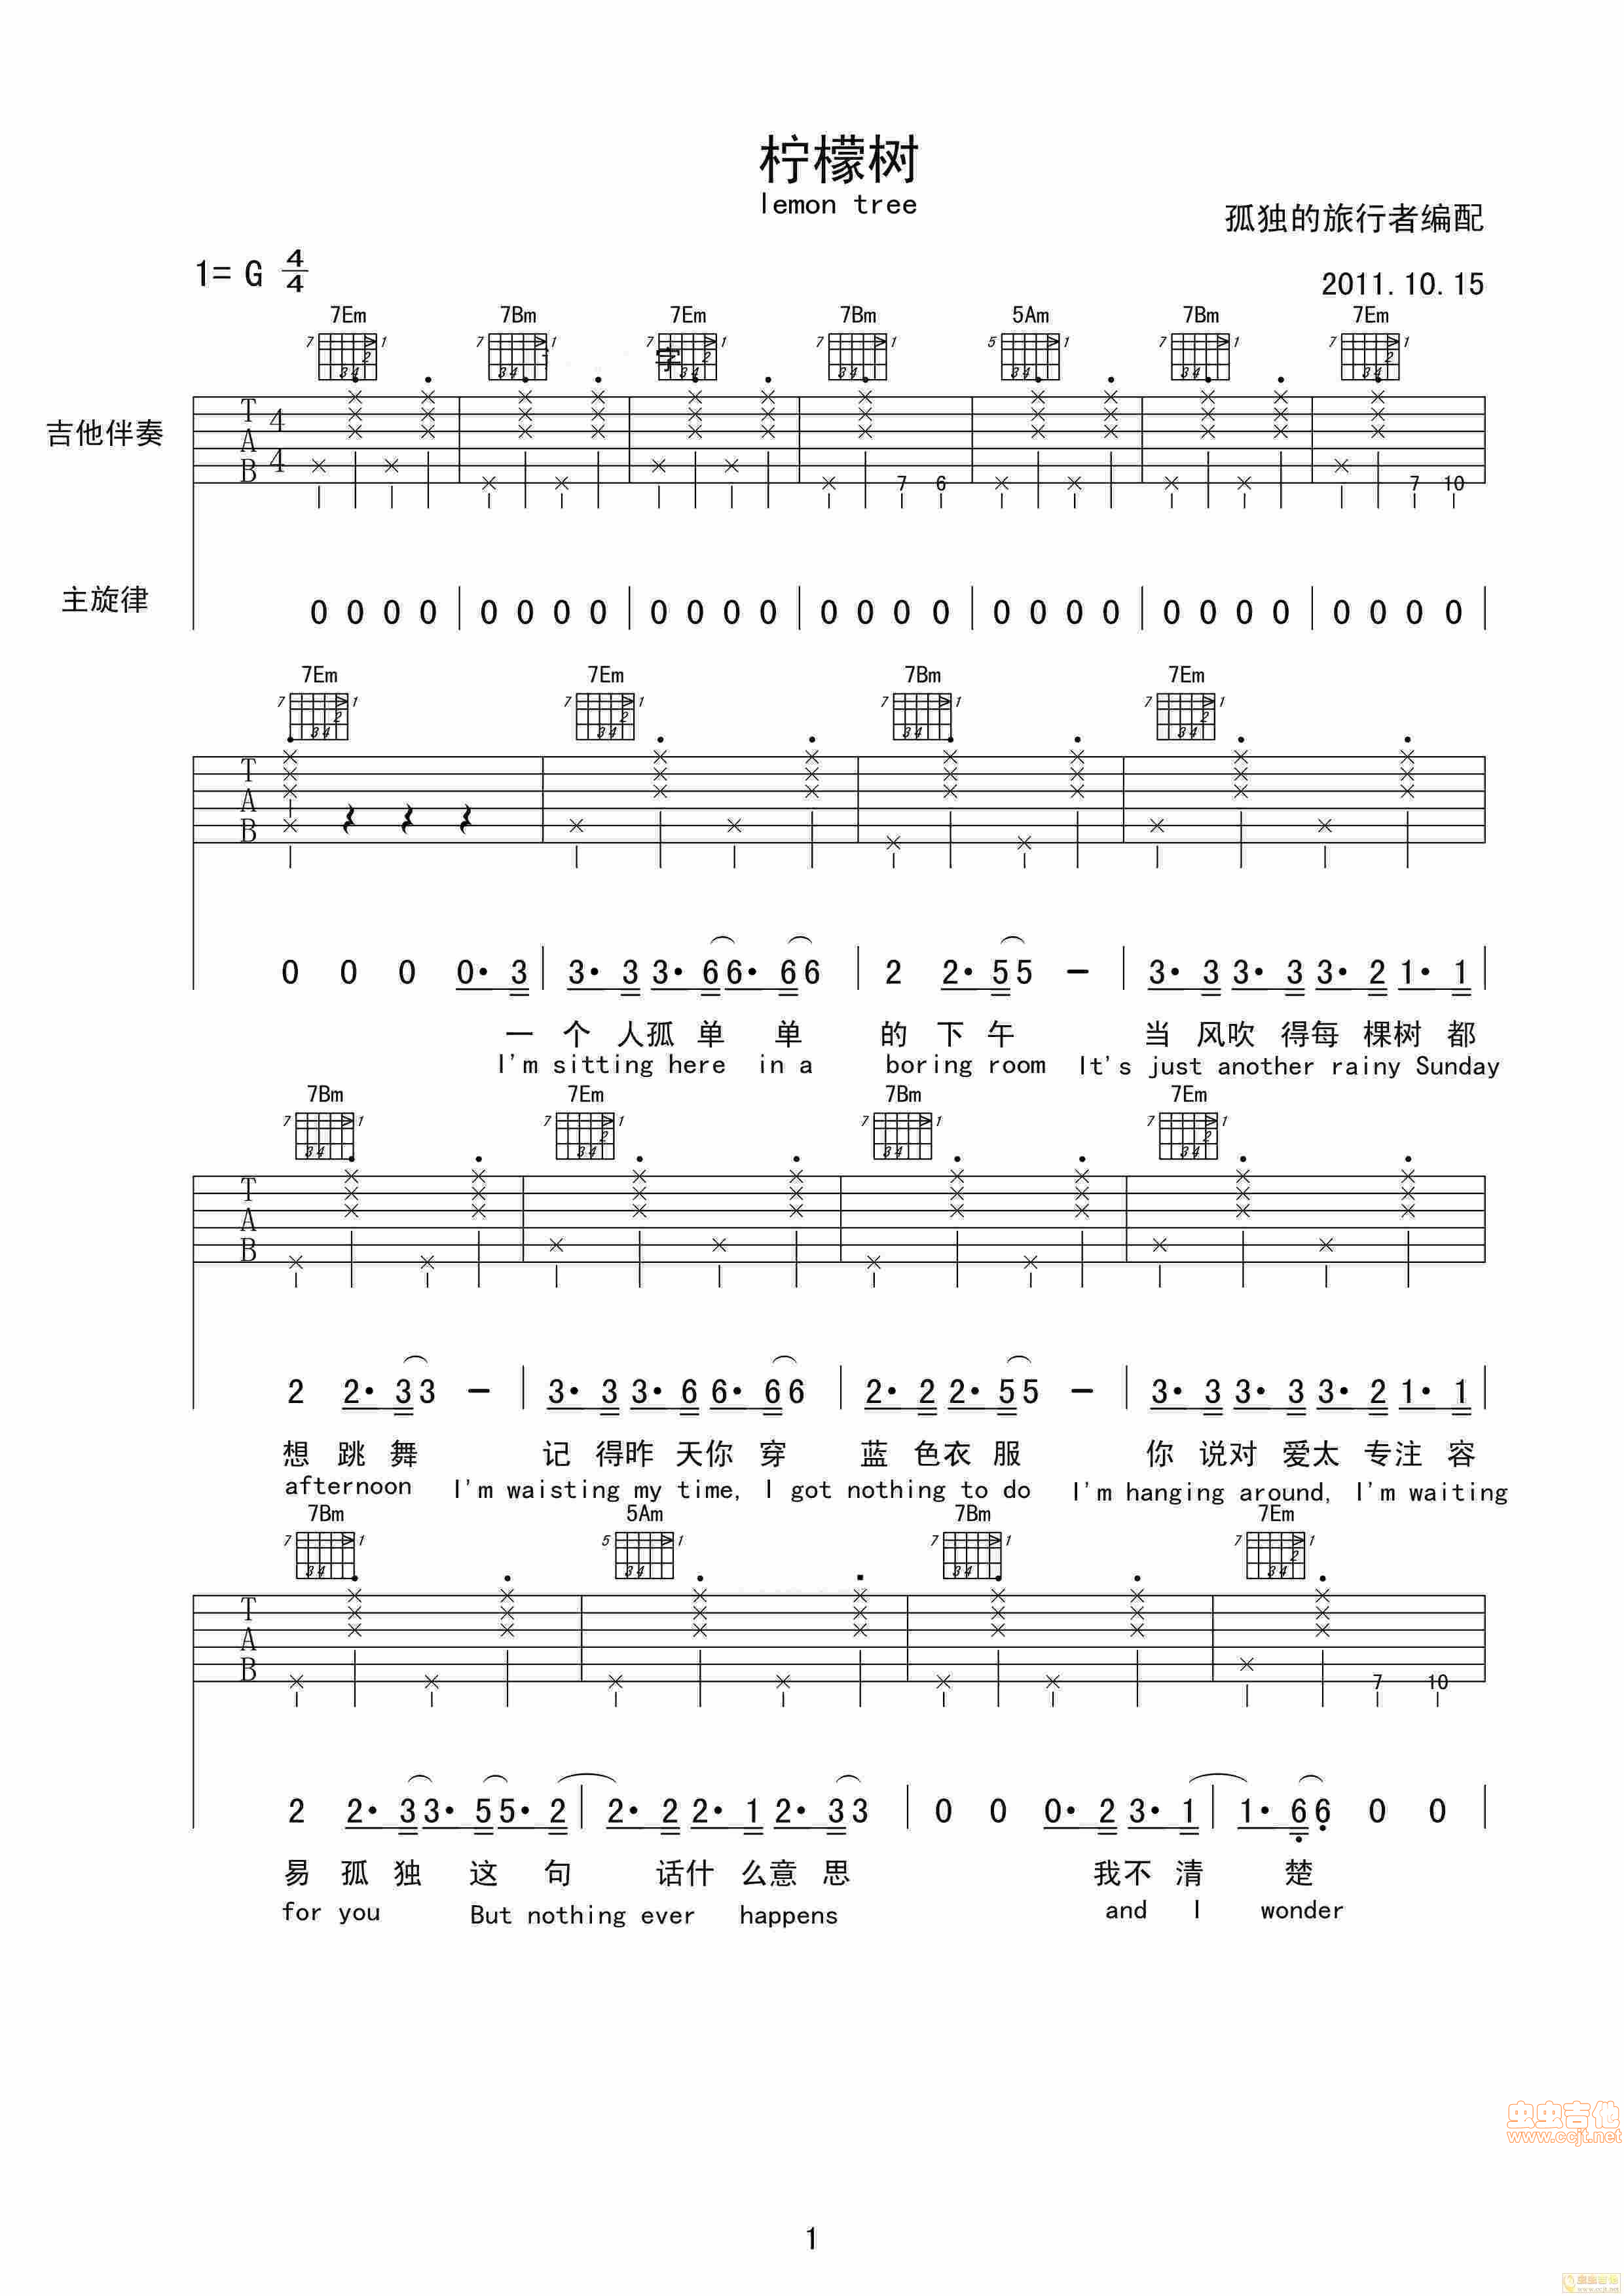 柠檬树
lemon tree
孤独的旅行者编配
1= G 4/4
2011.10.15
7Em 7Bm 7Em 7Bm 5Am 7Bm 7Em
字
吉他伴奏
T A B 4 4
7 6 7 10
主旋律
0 0 0 0 | 0 0 0 0 | 0 0 0 0 | 0 0 0 0 | 0 0 0 0 | 0 0 0 0 | 0 0 0 0 |
7Em 7Em 7Bm 7Em
T A B
0 0 0 0· 3 | 3· 3 3· 6 6· 6 6 | 2 2· 5 5 - | 3· 3 3· 3 3· 2 1· 1 |
一 个 人孤 单 单 的 下 午 当 风吹 得每 棵树 都
I'm sitting here in a boring room It's just another rainy Sunday
7Bm 7Em 7Bm 7Em
T A B
2 2· 3 3 - | 3· 3 3· 6 6· 6 6 | 2· 2 2· 5 5 - | 3· 3 3· 3 3· 2 1· 1 |
想 跳 舞 记 得昨 天你 穿 蓝 色衣 服 你 说对 爱太 专注 容
afternoon I'm waisting my time, I got nothing to do I'm hanging around, I'm waiting
7Bm 5Am 7Bm 7Em
T A B
7 10
2 2· 3 3· 5 5· 2 | 2· 2 2· 1 2· 3 3 | 0 0 0· 2 3· 1 | 1· 6 6 0 0 |
易 孤 独 这 句 话什 么意 思 我不 清 楚
for you But nothing ever happens and I wonder
虫虫吉他
www.ccjt.net
1